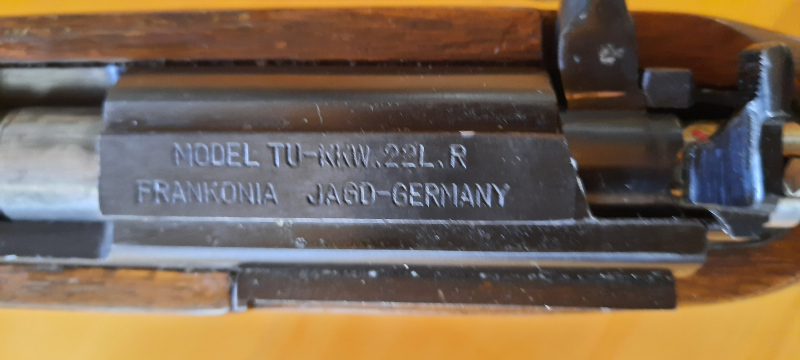 MODEL TU-KKW.22L.R
FRANKONIA JAGD-GERMANY